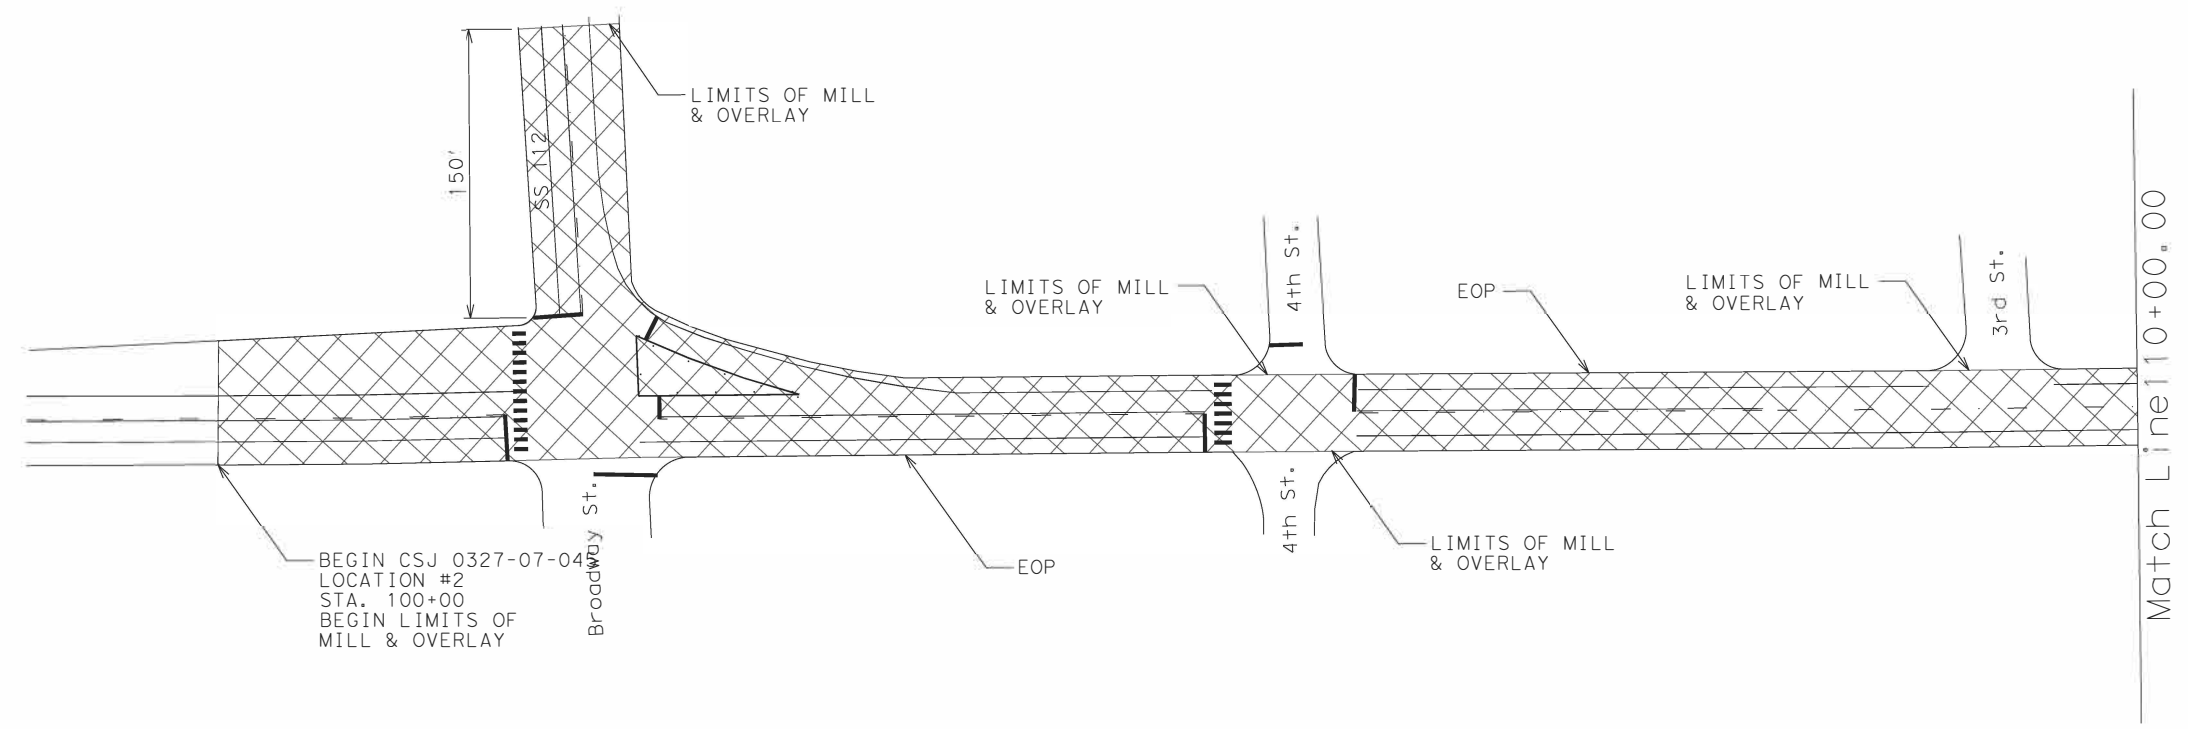 LIMITS OF MILL
& OVERLAY
150'
SS 112
LIMITS OF MILL
& OVERLAY
4th St.
EOP
LIMITS OF MILL
& OVERLAY
3rd St.
Match Line110+00.00
BEGIN CSJ 0327-07-045
LOCATION #2
STA. 100+00
BEGIN LIMITS OF
MILL & OVERLAY
Broadway St.
EOP
4th St.
LIMITS OF MILL
& OVERLAY